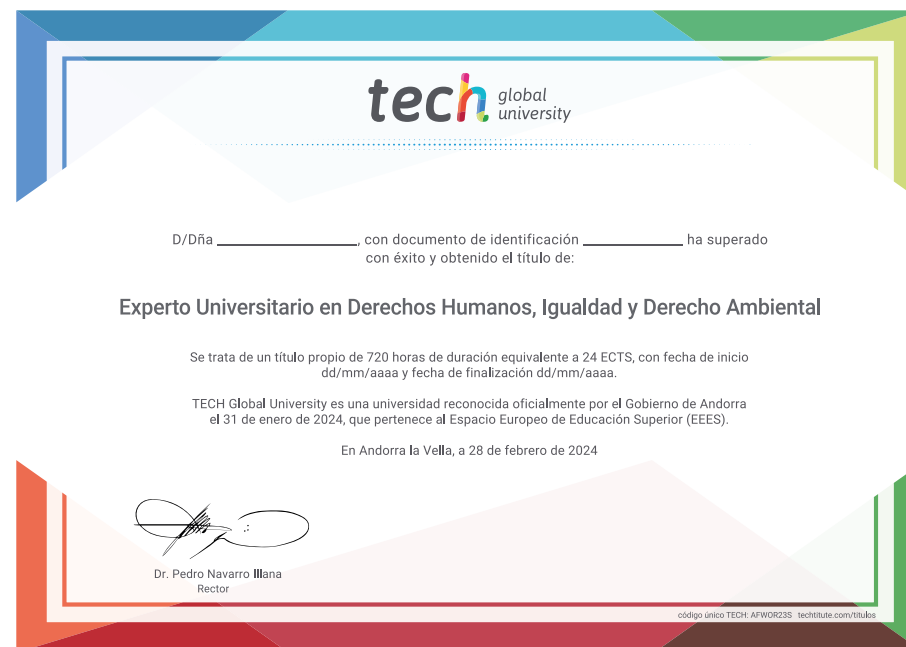 tech global university
D/Dña ______________, con documento de identificación __________ ha superado
con éxito y obtenido el título de:
Experto Universitario en Derechos Humanos, Igualdad y Derecho Ambiental
Se trata de un título propio de 720 horas de duración equivalente a 24 ECTS, con fecha de inicio
dd/mm/aaaa y fecha de finalización dd/mm/aaaa.
TECH Global University es una universidad reconocida oficialmente por el Gobierno de Andorra
el 31 de enero de 2024, que pertenece al Espacio Europeo de Educación Superior (EEES).
En Andorra la Vella, a 28 de febrero de 2024
Dr. Pedro Navarro Illana
Rector
código único TECH: AFWOR23S techtitute.com/titulos